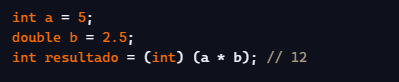 int a = 5;
double b = 2.5;
int resultado = (int) (a * b); // 12